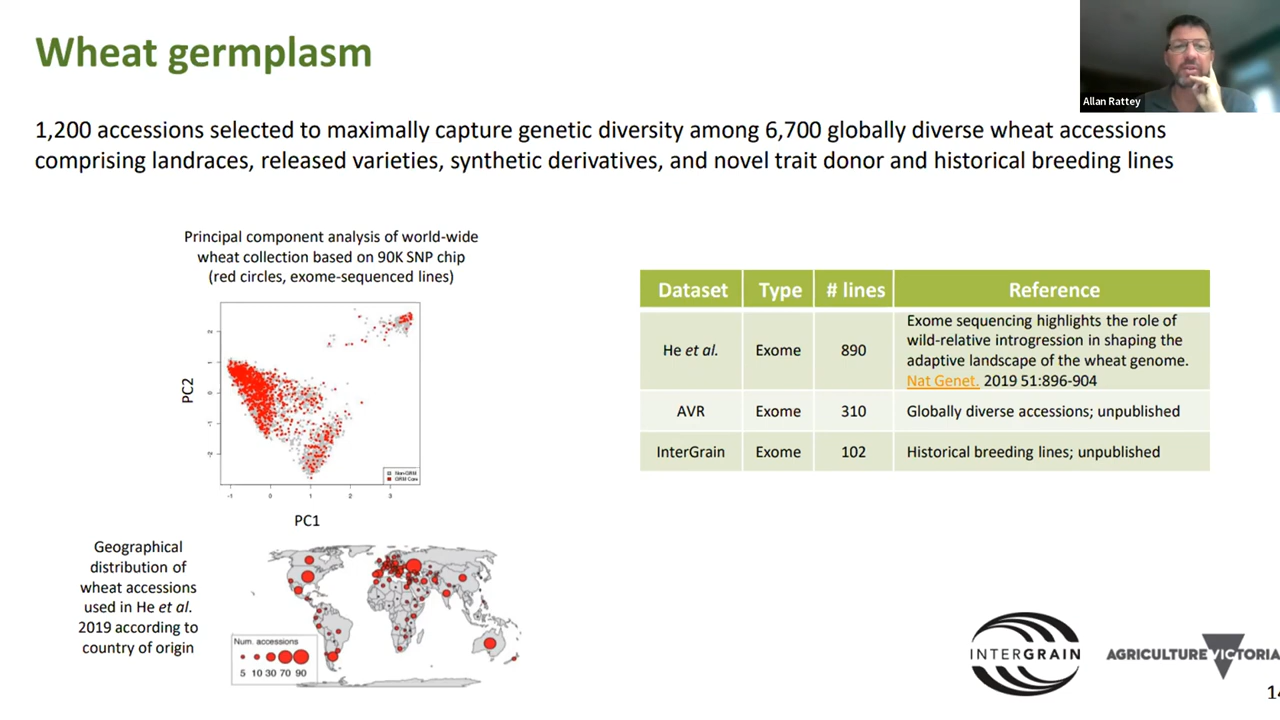 Wheat germplasm
Allan Rattey
1,200 accessions selected to maximally capture genetic diversity among 6,700 globally diverse wheat accessions
comprising landraces, released varieties, synthetic derivatives, and novel trait donor and historical breeding lines
Principal component analysis of world-wide
wheat collection based on 90K SNP chip
(red circles, exome-sequenced lines)
PC2
-1 0 1 2 3
PC1
Dataset Type # lines Reference
He et al. Exome 890 Exome sequencing highlights the role of
wild-relative introgression in shaping the
adaptive landscape of the wheat genome.
Nat Genet. 2019 51:896-904
AVR Exome 310 Globally diverse accessions; unpublished
InterGrain Exome 102 Historical breeding lines; unpublished
Geographical
distribution of
wheat accessions
used in He et al.
2019 according to
country of origin
Num. accessions
5 10 30 70 90
INTERGRAIN
AGRICULTURE VICTORIA